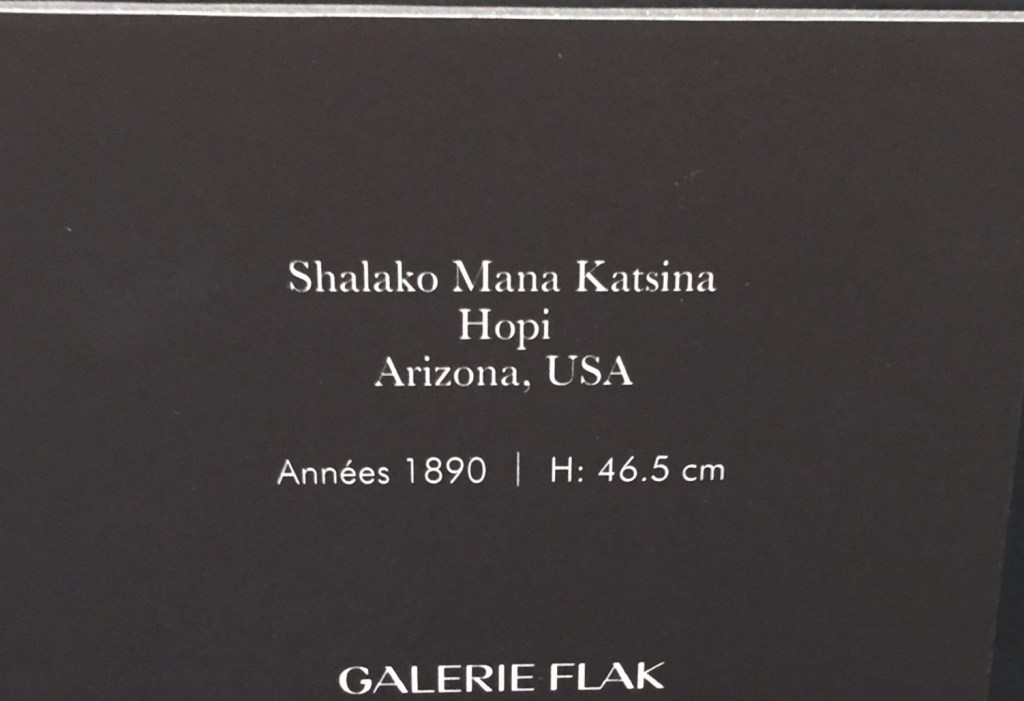 Shalako Mana Katsina
Hopi
Arizona, USA
Années 1890 | H: 46.5 cm
GALERIE FLAK